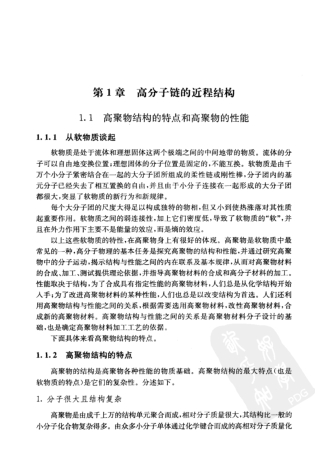 第1章 高分子链的近程结构
1.1 高聚物结构的特点和高聚物的性能
1.1.1 从软物质谈起
软物质是处于流体和理想固体这两个极端之间的中间地带的物质。流体的分
子可以自由地变换位置;理想固体的分子位置是固定的,不能互换。软物质是由千
万个小分子紧密结合在一起的大分子团所组成的活性的或呆性的。分子团内的基
元分子已经失去了相互自由换位的性能,并且由于小分子连接在一起形成的大分子团
都很大,突显了软物质的新行为和新规律。
每个大分子团的尺度大得足以构成独特的相但又小到表面的特性对其性质
起重要作用。软物质之间的弱连接性,加上它们密度低,导致了软物质的“软”,并且
在外力作用下发生不是微量的效应,而是熵的效应。
以上这些软物质的特性,在高聚物身上有很好的体现。高聚物是软物质中最
常见的一种,高分子物理的基本任务是探究高聚物的结构与性能,并通过研究高聚
物中的分子运动,揭示结构与性能之间的内在联系及基本规律,从而对高聚物材料
的合成、加工、测试提供理论依据,并指导高聚物材料的合成和高分子材料的加工。
性能取决于结构,为了合成具有指定性能的高聚物材料,人们总是从化学结构开始
入手;为了改进高聚物材料的某种性能,人们也总是首先从改变结构着眼。人们还利
用高聚物结构与性能间的关系,选择高聚物的使用,改性原有的高聚物材料,合
成新的高聚物材料。高聚物结构与性能间的关系是高聚物材料分子设计的基
础,也是确定高聚物材料加工工艺的依据。
下面具体来看高聚物结构的特点。
1.1.2 高聚物结构的特点
高聚物的结构是高聚物各种性能的物质基础。高聚物结构的最大特点(也是
软物质的特点)是它们的复杂性。分述如下。
1. 分子很大且结构复杂
高聚物是由成千上万的结构单元聚合而成,相对分子质量很大,其结构比一般的
小分子化合物复杂得多。由众多小分子单体通过化学键合而成的高相对分子质量分